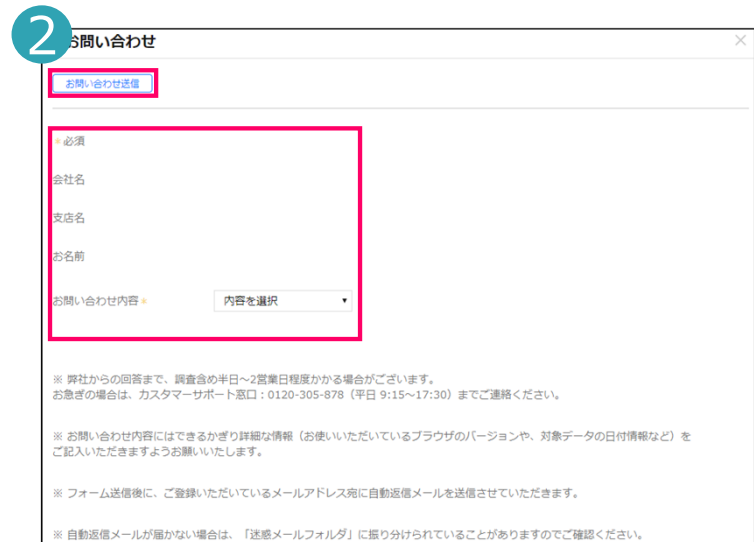 2
お問い合わせ
×
お問い合わせ送信
*必須
会社名
支店名
お名前
お問い合わせ内容* 内容を選択 ▼
※ 弊社からの回答まで、調査含め半日～2営業日程度かかる場合がございます。
お急ぎの場合は、カスタマーサポート窓口：0120-305-878（平日 9:15～17:30）までご連絡ください。
※ お問い合わせ内容にはできるかぎり詳細な情報（お使いいただいているブラウザのバージョンや、対象データの日付情報など）を
ご記入いただきますようお願いいたします。
※ フォーム送信後に、ご登録いただいているメールアドレス宛に自動返信メールを送信させていただきます。
※ 自動返信メールが届かない場合は、「迷惑メールフォルダ」に振り分けられていることがありますのでご確認ください。